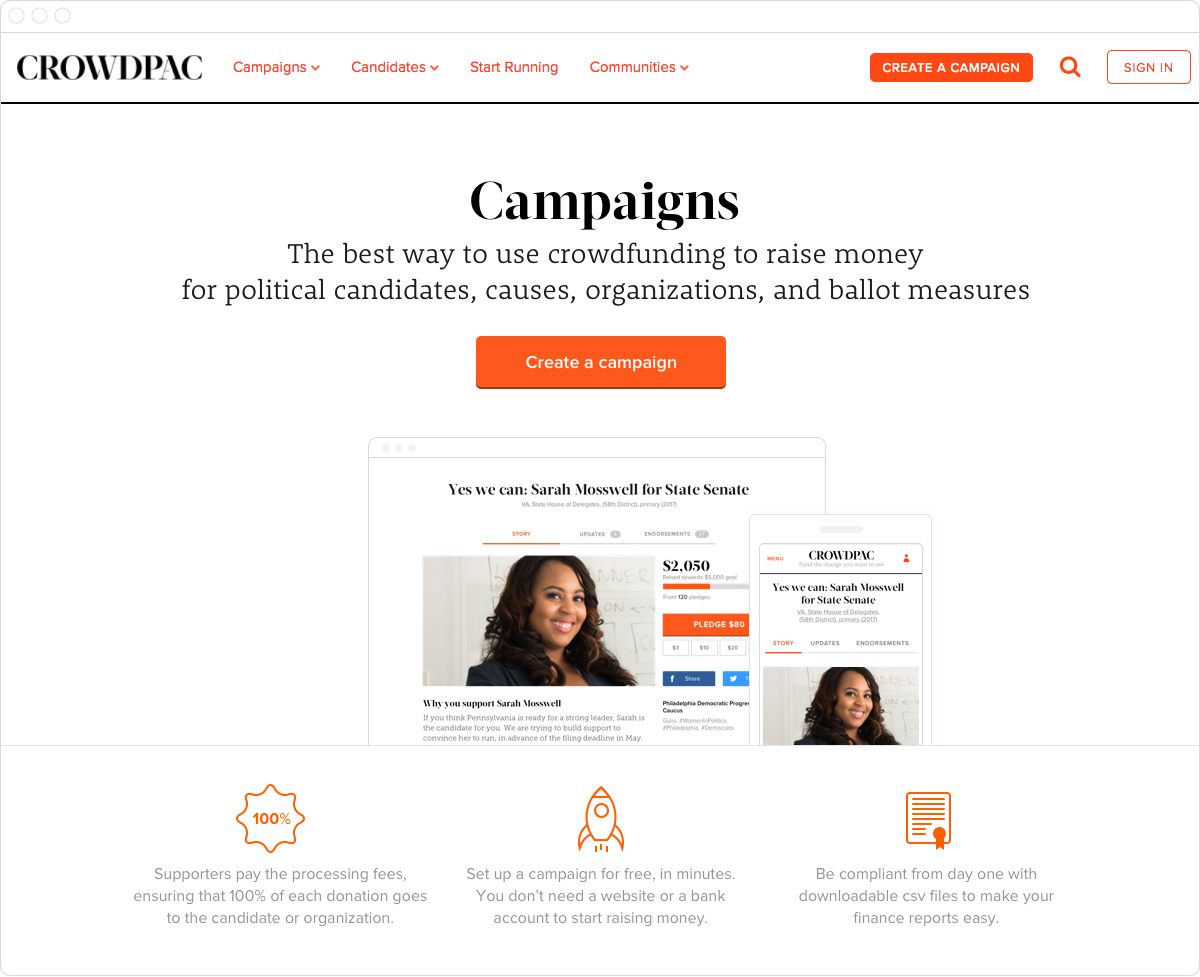 CROWDPAC
Campaigns
Candidates
Start Running
Communities
CREATE A CAMPAIGN
SIGN IN
Campaigns
The best way to use crowdfunding to raise money
for political candidates, causes, organizations, and ballot measures
Create a campaign
Yes we can: Sarah Mosswell for State Senate
VA. State House of Delegates, (58th District), primary (2017)
STORY
UPDATES
ENDORSEMENTS
$2,050
Raised towards $5,000 goal
From 120 pledges
PLEDGE $80
$3
$10
$20
f Share
Why you support Sarah Mosswell
If you think Pennsylvania is ready for a strong leader, Sarah is
the candidate for you. We are trying to build support to
convince her to run, in advance of the filing deadline in May.
Philadelphia Democratic Progre
Caucus
Guns, #WomenInPolitics,
#Philadelphia, #Democrats
MENU
CROWDPAC
Fund the change you want to see
Yes we can: Sarah Mosswell
for State Senate
VA. State House of Delegates,
(58th District), primary (2017)
STORY
UPDATES
ENDORSEMENTS
100%
Supporters pay the processing fees,
ensuring that 100% of each donation goes
to the candidate or organization.
Set up a campaign for free, in minutes.
You don’t need a website or a bank
account to start raising money.
Be compliant from day one with
downloadable csv files to make your
finance reports easy.